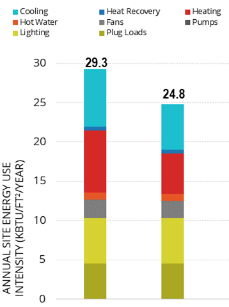 Cooling Heat Recovery Heating
Hot Water Fans Pumps
Lighting Plug Loads
29.3
24.8
30
25
20
15
10
5
0
ANNUAL SITE ENERGY USE
INTENSITY (KBTU/FT²/YEAR)